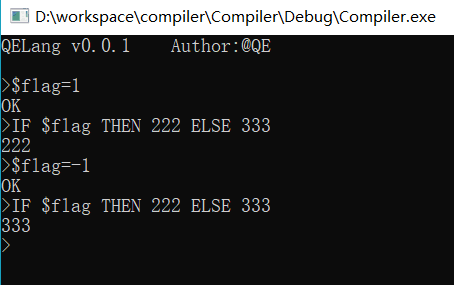 D:\workspace\compiler\Compiler\Debug\Compiler.exe
QELang v0.0.1    Author:@QE
>$flag=1
OK
>IF $flag THEN 222 ELSE 333
222
>$flag=-1
OK
>IF $flag THEN 222 ELSE 333
333
>